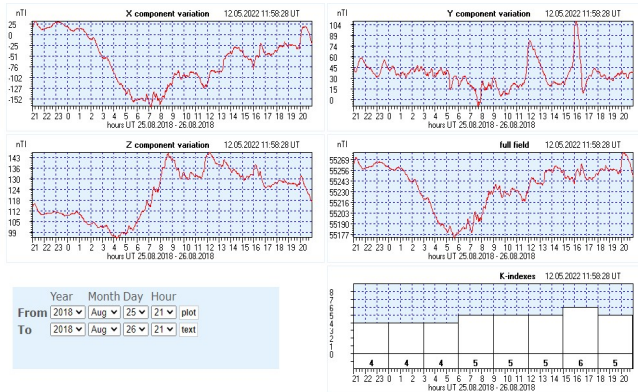 nTl X component variation 12.05.2022 11:58:28 UT
25
0
-25
-51
-76
-102
-127
-152
21 22 23 0 1 2 3 4 5 6 7 8 9 10 11 12 13 14 15 16 17 18 19 20
hours UT 25.08.2018 - 26.08.2018
nTl Y component variation 12.05.2022 11:58:28 UT
104
89
74
60
45
30
15
0
21 22 23 0 1 2 3 4 5 6 7 8 9 10 11 12 13 14 15 16 17 18 19 20
hours UT 25.08.2018 - 26.08.2018
nTl Z component variation 12.05.2022 11:58:28 UT
143
136
130
124
118
112
105
99
21 22 23 0 1 2 3 4 5 6 7 8 9 10 11 12 13 14 15 16 17 18 19 20
hours UT 25.08.2018 - 26.08.2018
nTl full field 12.05.2022 11:58:28 UT
55269
55256
55243
55230
55216
55203
55190
55177
21 22 23 0 1 2 3 4 5 6 7 8 9 10 11 12 13 14 15 16 17 18 19 20
hours UT 25.08.2018 - 26.08.2018
Year Month Day Hour
From 2018 Aug 25 21 plot
To 2018 Aug 26 21 text
K-indexes 12.05.2022 11:58:28 UT
8
7
6
5
4
3
2
1
0
4 4 4 5 5 5 6 5
21 22 23 0 1 2 3 4 5 6 7 8 9 10 11 12 13 14 15 16 17 18 19 20
hours UT 25.08.2018 - 26.08.2018